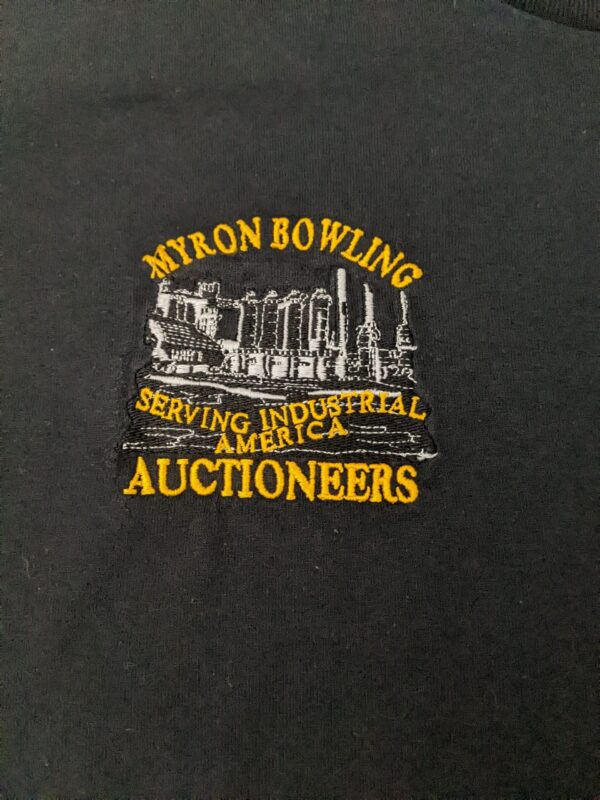 MYRON BOWLING
SERVING INDUSTRIAL
AMERICA
AUCTIONEERS